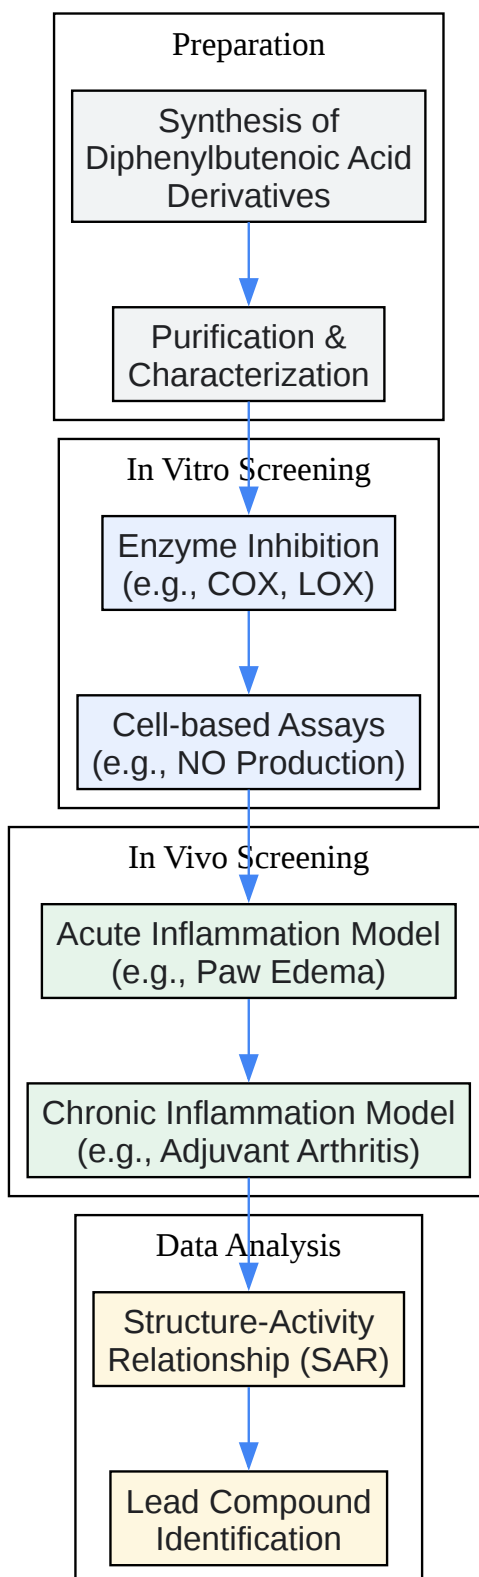 Preparation
Synthesis of
Diphenylbutenoic Acid
Derivatives
Purification &
Characterization
In Vitro Screening
Enzyme Inhibition
(e.g., COX, LOX)
Cell-based Assays
(e.g., NO Production)
In Vivo Screening
Acute Inflammation Model
(e.g., Paw Edema)
Chronic Inflammation Model
(e.g., Adjuvant Arthritis)
Data Analysis
Structure-Activity
Relationship (SAR)
Lead Compound
Identification